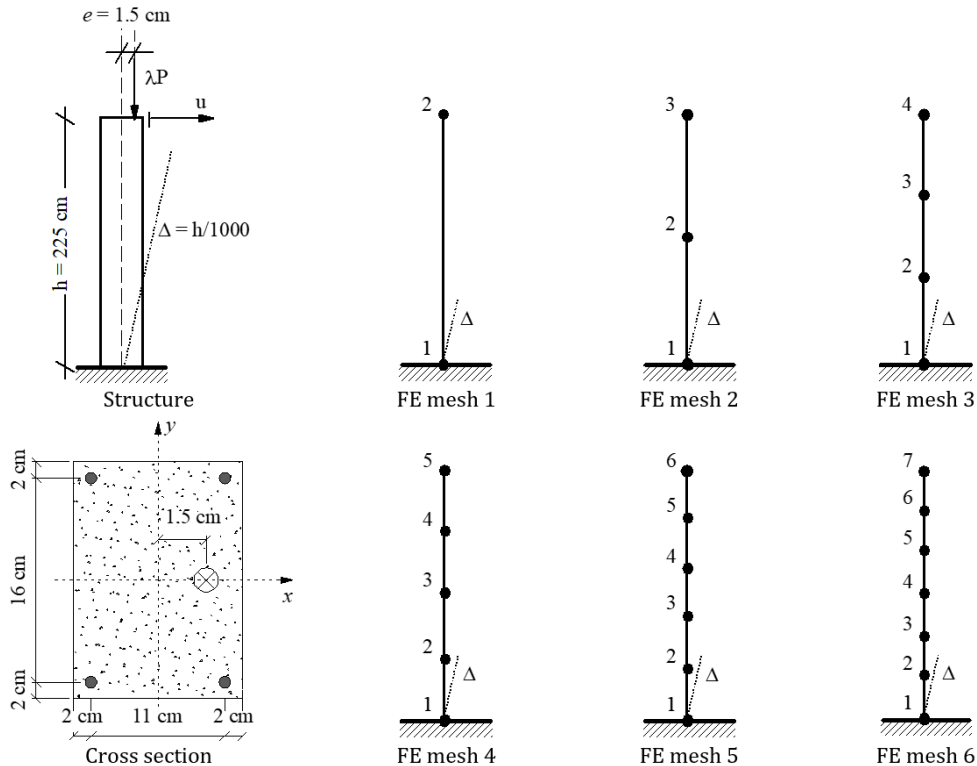 e = 1.5 cm
λP
u
h = 225 cm
Δ = h/1000
Structure
2
1
Δ
FE mesh 1
3
2
1
Δ
FE mesh 2
4
3
2
1
Δ
FE mesh 3
y
2 cm
1.5 cm
16 cm
x
2 cm
2 cm 11 cm 2 cm
Cross section
5
4
3
2
1
Δ
FE mesh 4
6
5
4
3
2
1
Δ
FE mesh 5
7
6
5
4
3
2
1
Δ
FE mesh 6